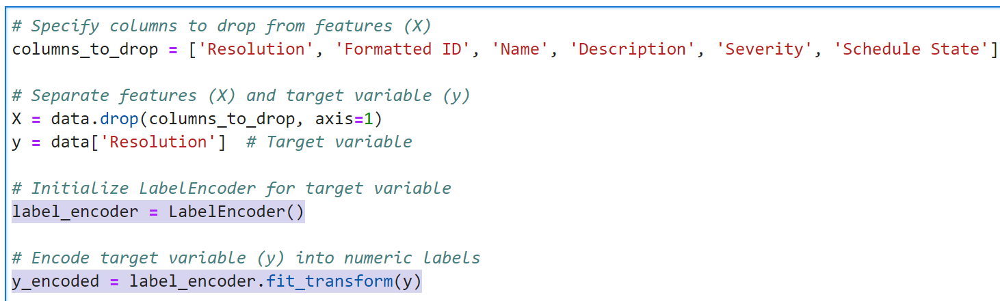 # Specify columns to drop from features (X)
columns_to_drop = ['Resolution', 'Formatted ID', 'Name', 'Description', 'Severity', 'Schedule State']
# Separate features (X) and target variable (y)
X = data.drop(columns_to_drop, axis=1)
y = data['Resolution']  # Target variable
# Initialize LabelEncoder for target variable
label_encoder = LabelEncoder()
# Encode target variable (y) into numeric labels
y_encoded = label_encoder.fit_transform(y)